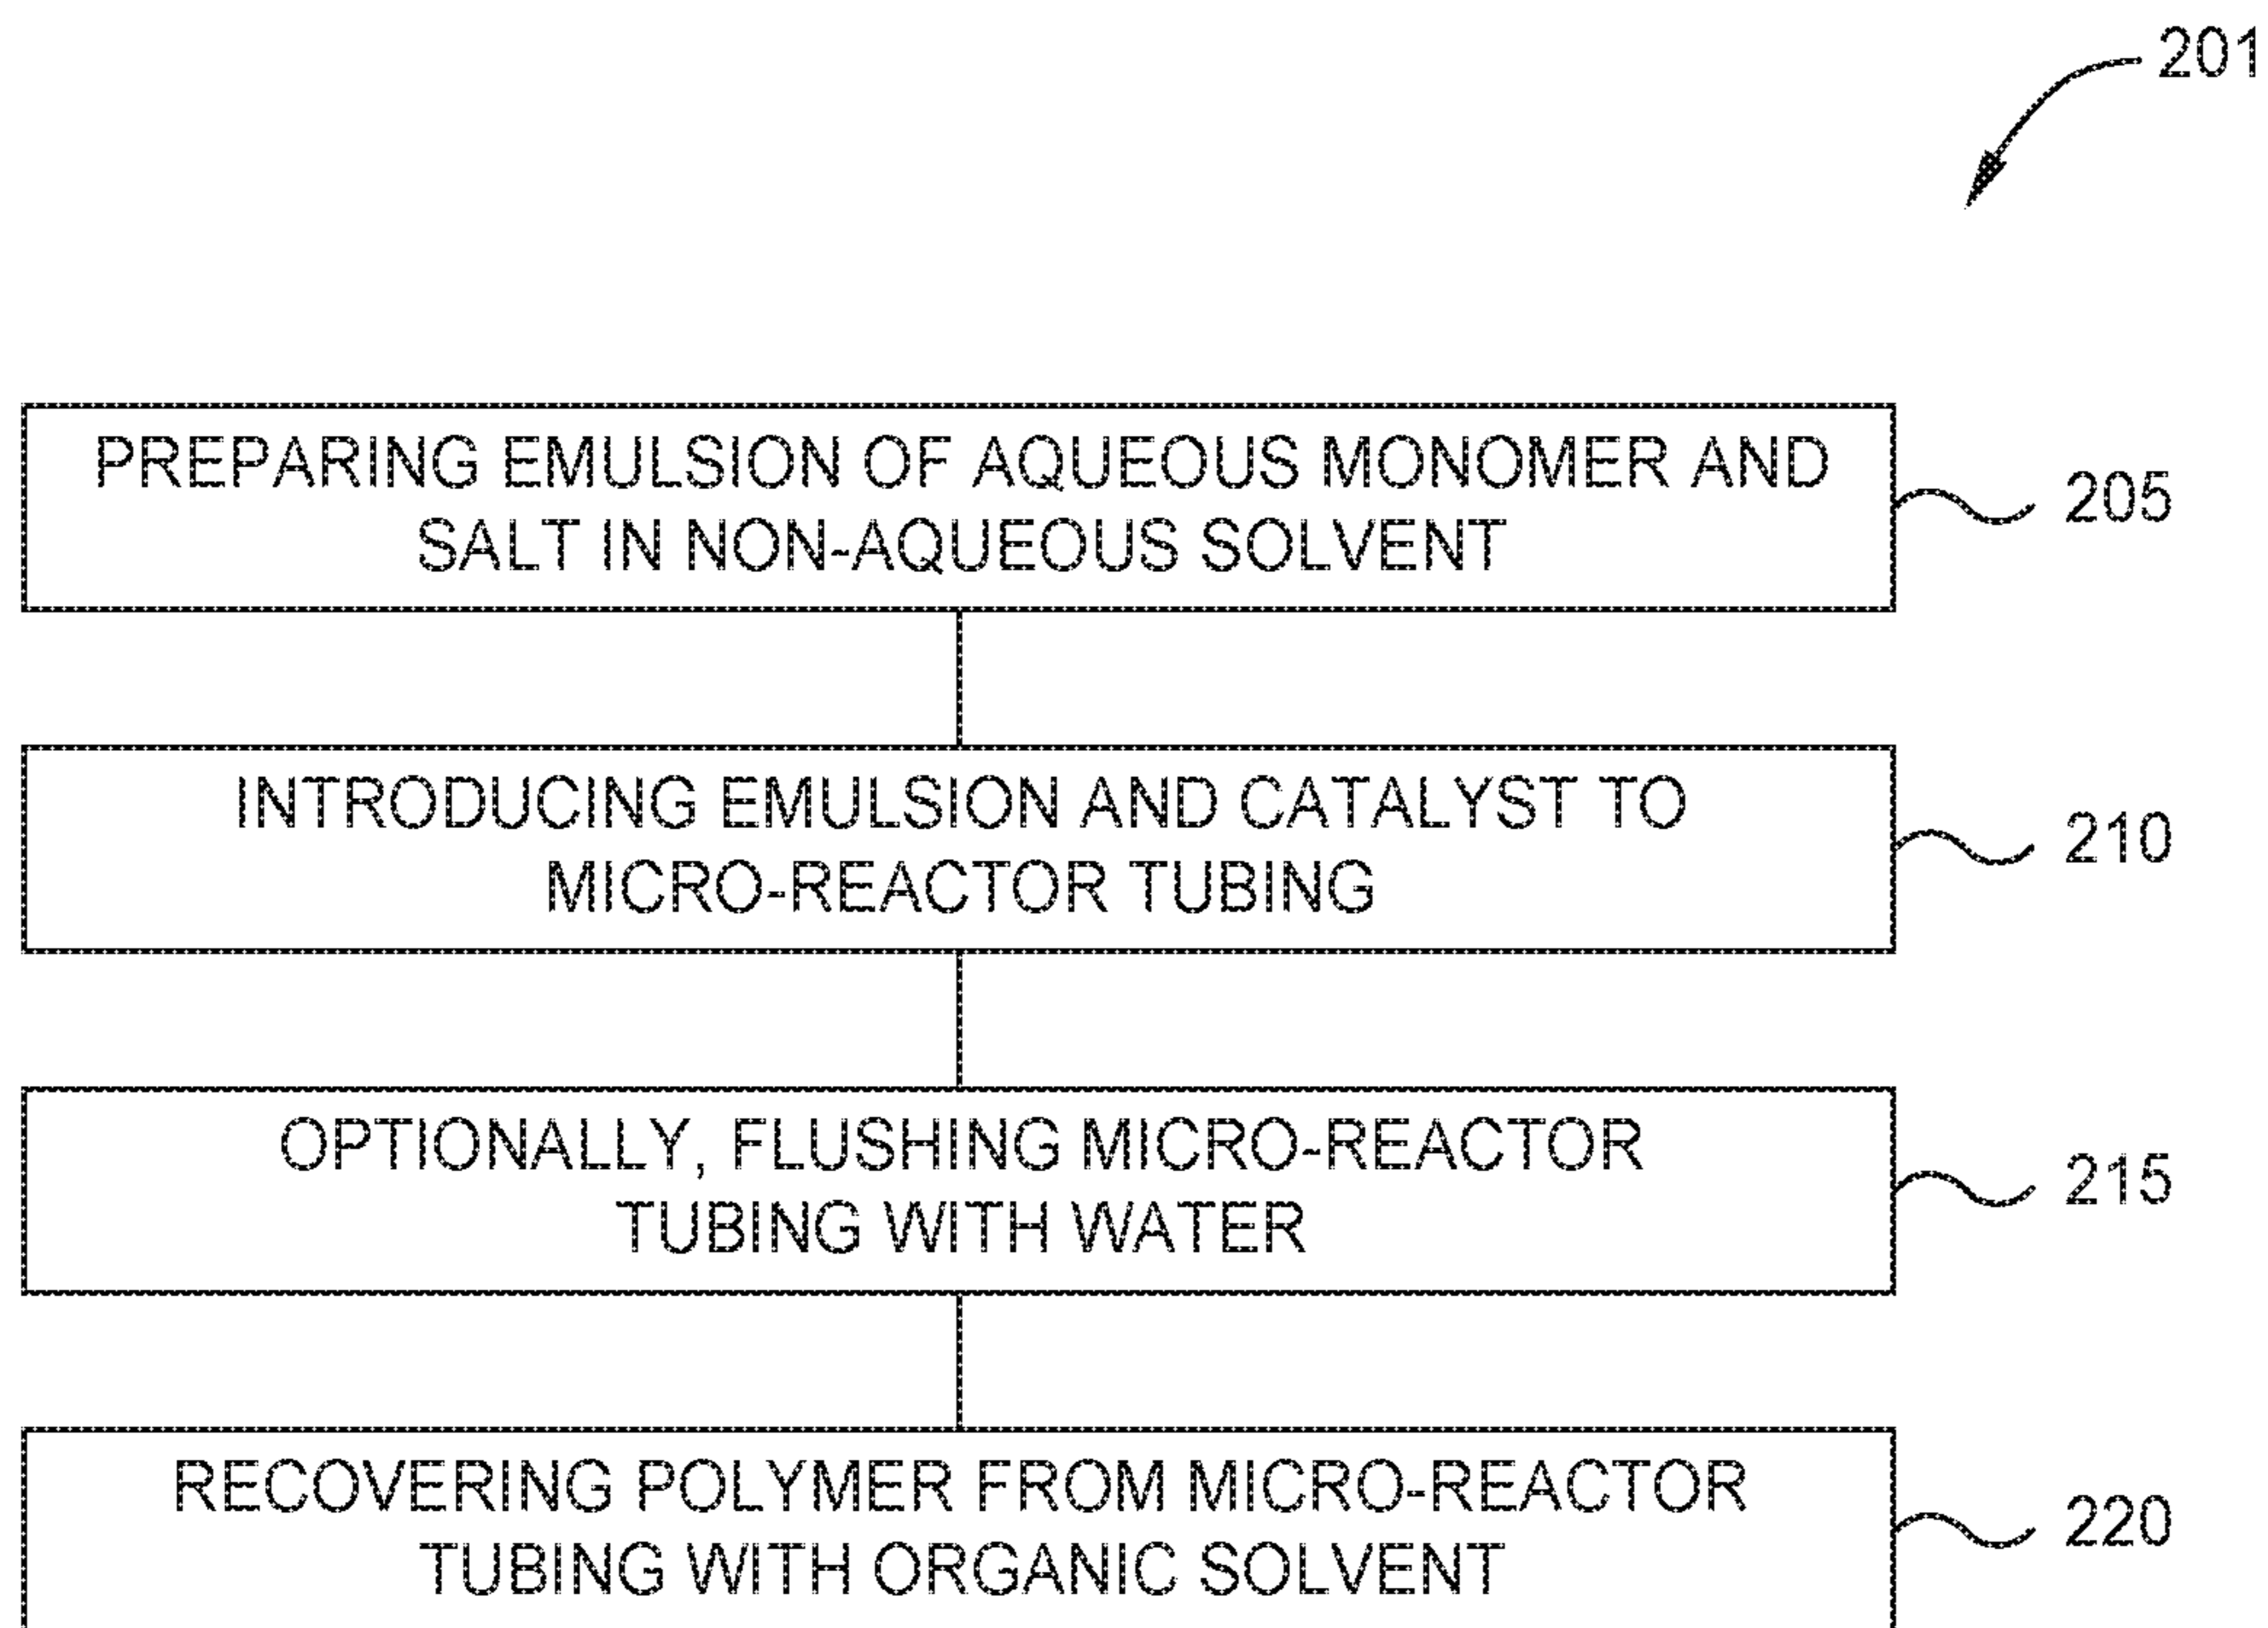 201
PREPARING EMULSION OF AQUEOUS MONOMER AND
SALT IN NON-AQUEOUS SOLVENT
205
INTRODUCING EMULSION AND CATALYST TO
MICRO-REACTOR TUBING
210
OPTIONALLY, FLUSHING MICRO-REACTOR
TUBING WITH WATER
215
RECOVERING POLYMER FROM MICRO-REACTOR
TUBING WITH ORGANIC SOLVENT
220